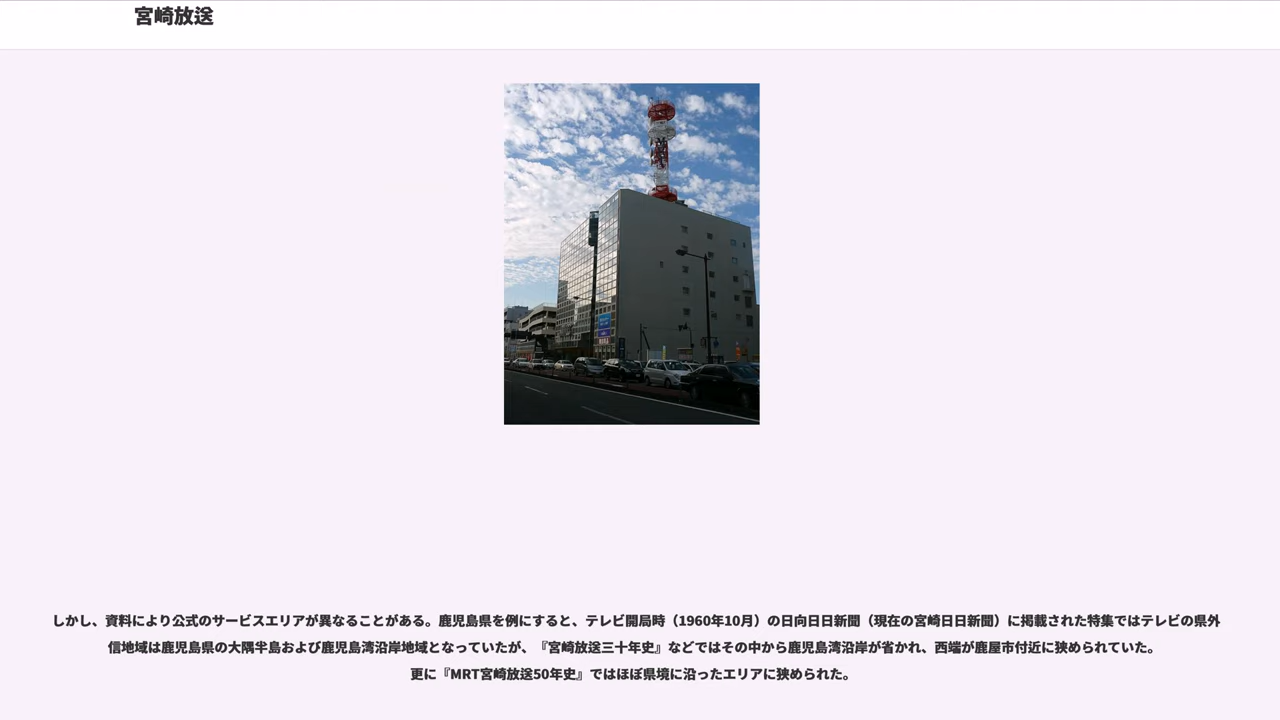 宮崎放送
しかし、資料により公式のサービスエリアが異なることがある。鹿児島県を例にすると、テレビ開局時（1960年10月）の日向日日新聞（現在の宮崎日日新聞）に掲載された特集ではテレビの県外
信地域は鹿児島県の大隅半島および鹿児島湾沿岸地域となっていたが、『宮崎放送三十年史』などではその中から鹿児島湾沿岸が省かれ、西端が鹿屋市付近に狭められていた。
更に『MRT宮崎放送50年史』ではほぼ県境に沿ったエリアに狭められた。